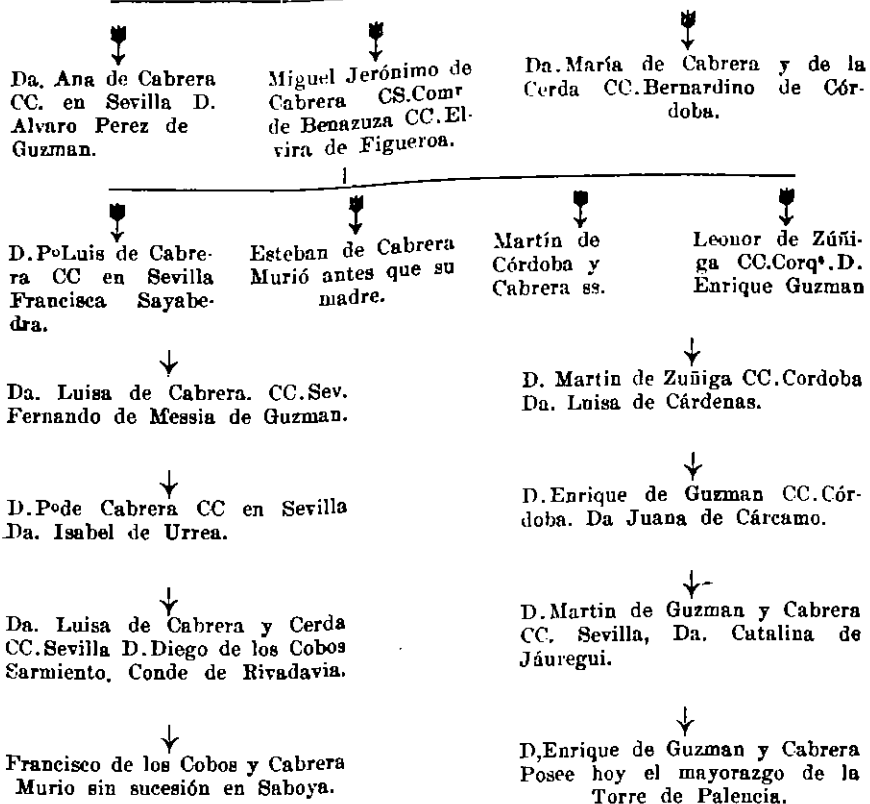 Da. Ana de Cabrera
CC. en Sevilla D.
Alvaro Perez de
Guzman.
Miguel Jerónimo de
Cabrera CS.Comr
de Benazuza CC.El-
vira de Figueroa.
Da.María de Cabrera y de la
Cerda CC.Bernardino de Cór-
doba.
D.PoLuis de Cabre-
ra CC en Sevilla
Francisca Sayabe-
dra.
Esteban de Cabrera
Murió antes que su
madre.
Martín de
Córdoba y
Cabrera ss.
Leonor de Zúñi-
ga CC.Corqs.D.
Enrique Guzman
Da. Luisa de Cabrera. CC.Sev.
Fernando de Messia de Guzman.
D.Pode Cabrera CC en Sevilla
Da. Isabel de Urrea.
Da. Luisa de Cabrera y Cerda
CC.Sevilla D.Diego de los Cobos
Sarmiento, Conde de Rivadavia.
Francisco de los Cobos y Cabrera
Murio sin sucesión en Saboya.
D. Martin de Zuñiga CC.Cordoba
Da. Luisa de Cárdenas.
D.Enrique de Guzman CC.Cór-
doba. Da Juana de Cárcamo.
D.Martin de Guzman y Cabrera
CC. Sevilla, Da. Catalina de
Jáuregui.
D,Enrique de Guzman y Cabrera
Posee hoy el mayorazgo de la
Torre de Palencia.